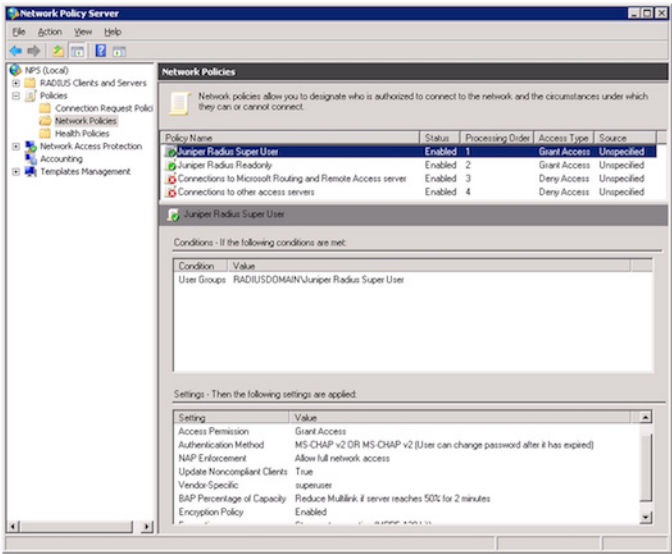 Network Policy Server
File Action View Help
NPS (Local)
RADIUS Clients and Servers
Policies
Connection Request Polici
Network Policies
Health Policies
Network Access Protection
Accounting
Templates Management
Network Policies
Network policies allow you to designate who is authorized to connect to the network and the circumstances under which
they can or cannot connect.
Policy Name Status Processing Order Access Type Source
Juniper Radius Super User Enabled 1 Grant Access Unspecified
Juniper Radius Readonly Enabled 2 Grant Access Unspecified
Connections to Microsoft Routing and Remote Access server Enabled 3 Deny Access Unspecified
Connections to other access servers Enabled 4 Deny Access Unspecified
Juniper Radius Super User
Conditions - If the following conditions are met:
Condition Value
User Groups RADIUSDOMAIN\Juniper Radius Super User
Settings - Then the following settings are applied:
Setting Value
Access Permission Grant Access
Authentication Method MS-CHAP v2 OR MS-CHAP v2 (User can change password after it has expired)
NAP Enforcement Allow full network access
Update Noncompliant Clients True
Vendor-Specific superuser
BAP Percentage of Capacity Reduce Multilink if server reaches 50% for 2 minutes
Encryption Policy Enabled